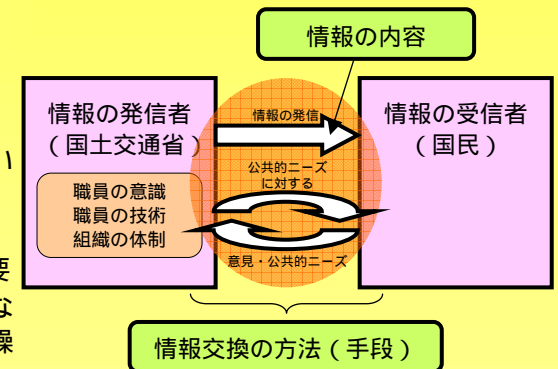 情報の内容
情報の発信者
（国土交通省）
情報の発信
情報の受信者
（国民）
公共的ニーズ
に対する
職員の意識
職員の技術
組織の体制
意見・公共的ニーズ
い
要
な
情報交換の方法（手段）